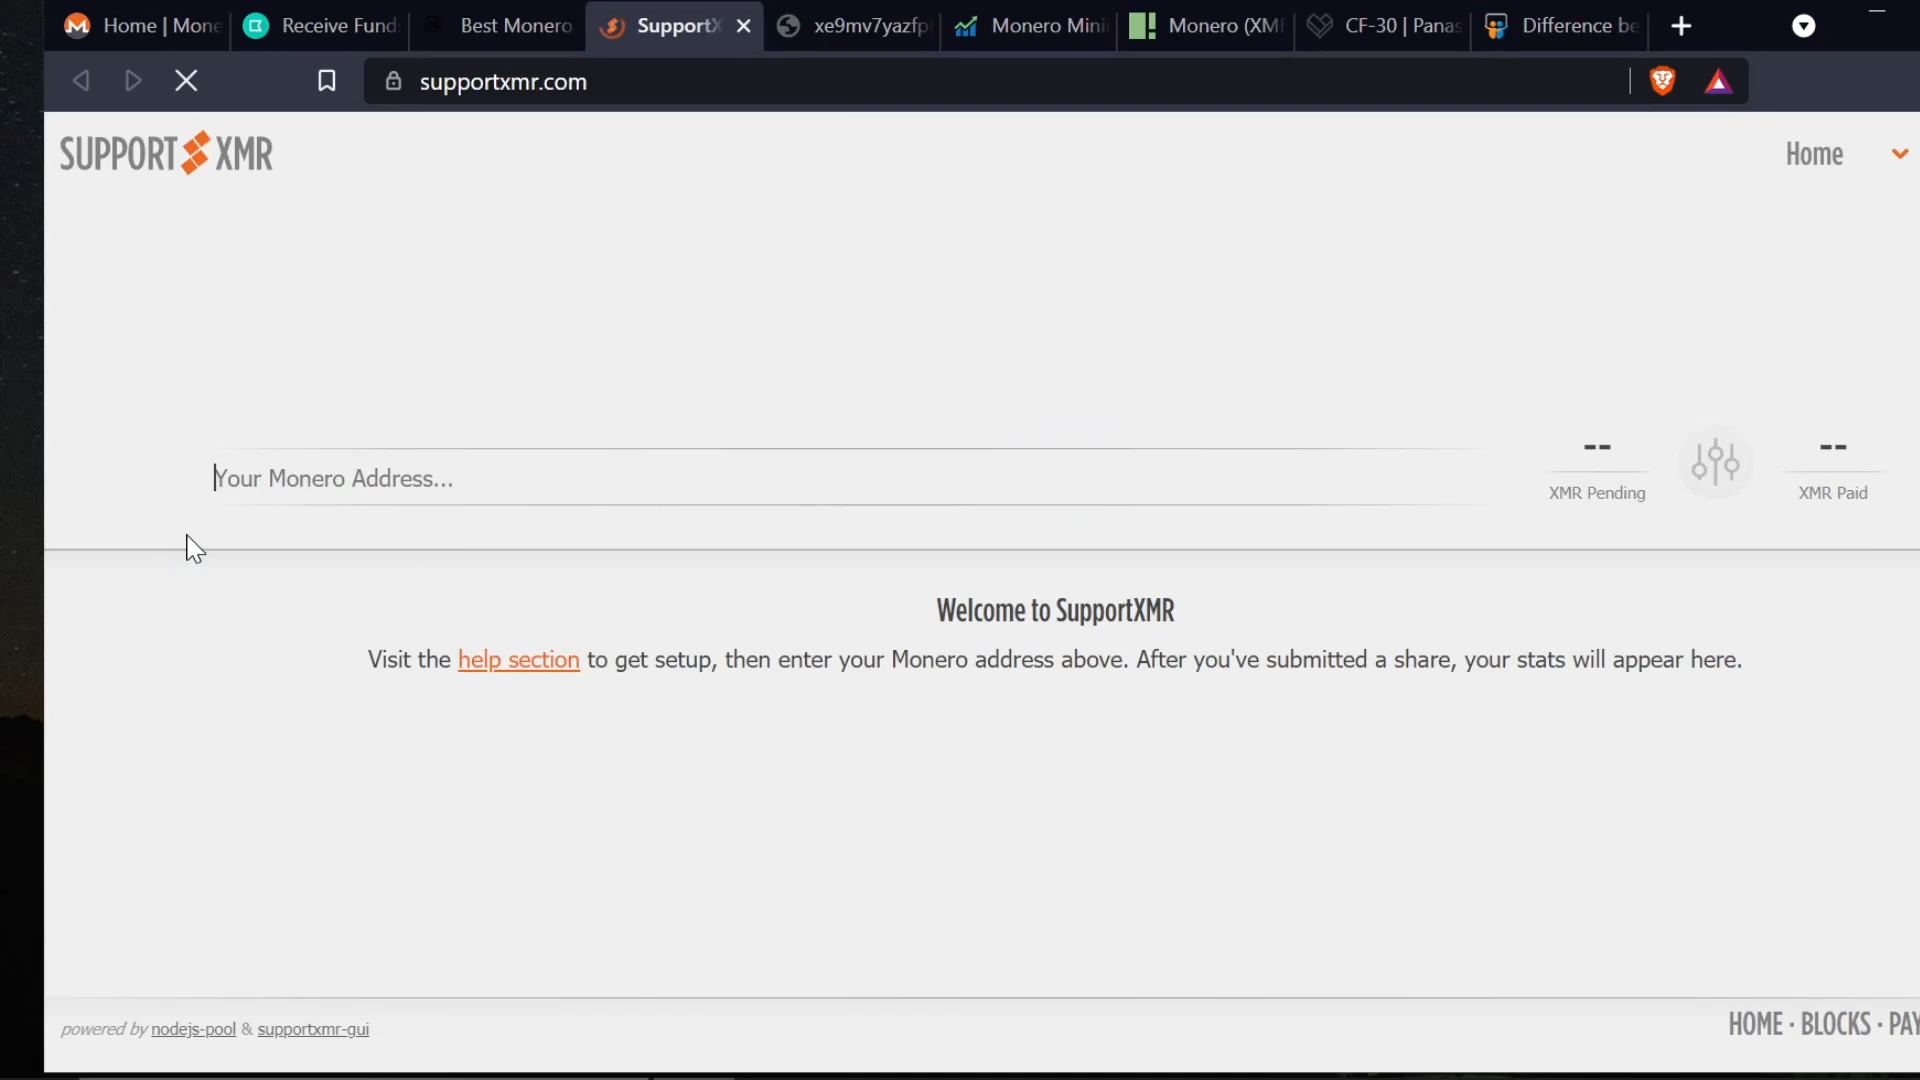 Home | Mone
Receive Fund
Best Monero
SupportX
xe9mv7yazfp
Monero Mini
Monero (XMR
CF-30 | Panas
Difference be
supportxmr.com
SUPPORT XMR
Home
Your Monero Address...
--
XMR Pending
--
XMR Paid
Welcome to SupportXMR
Visit the help section to get setup, then enter your Monero address above. After you've submitted a share, your stats will appear here.
powered by nodejs-pool & supportxmr-gui
HOME · BLOCKS · PAY